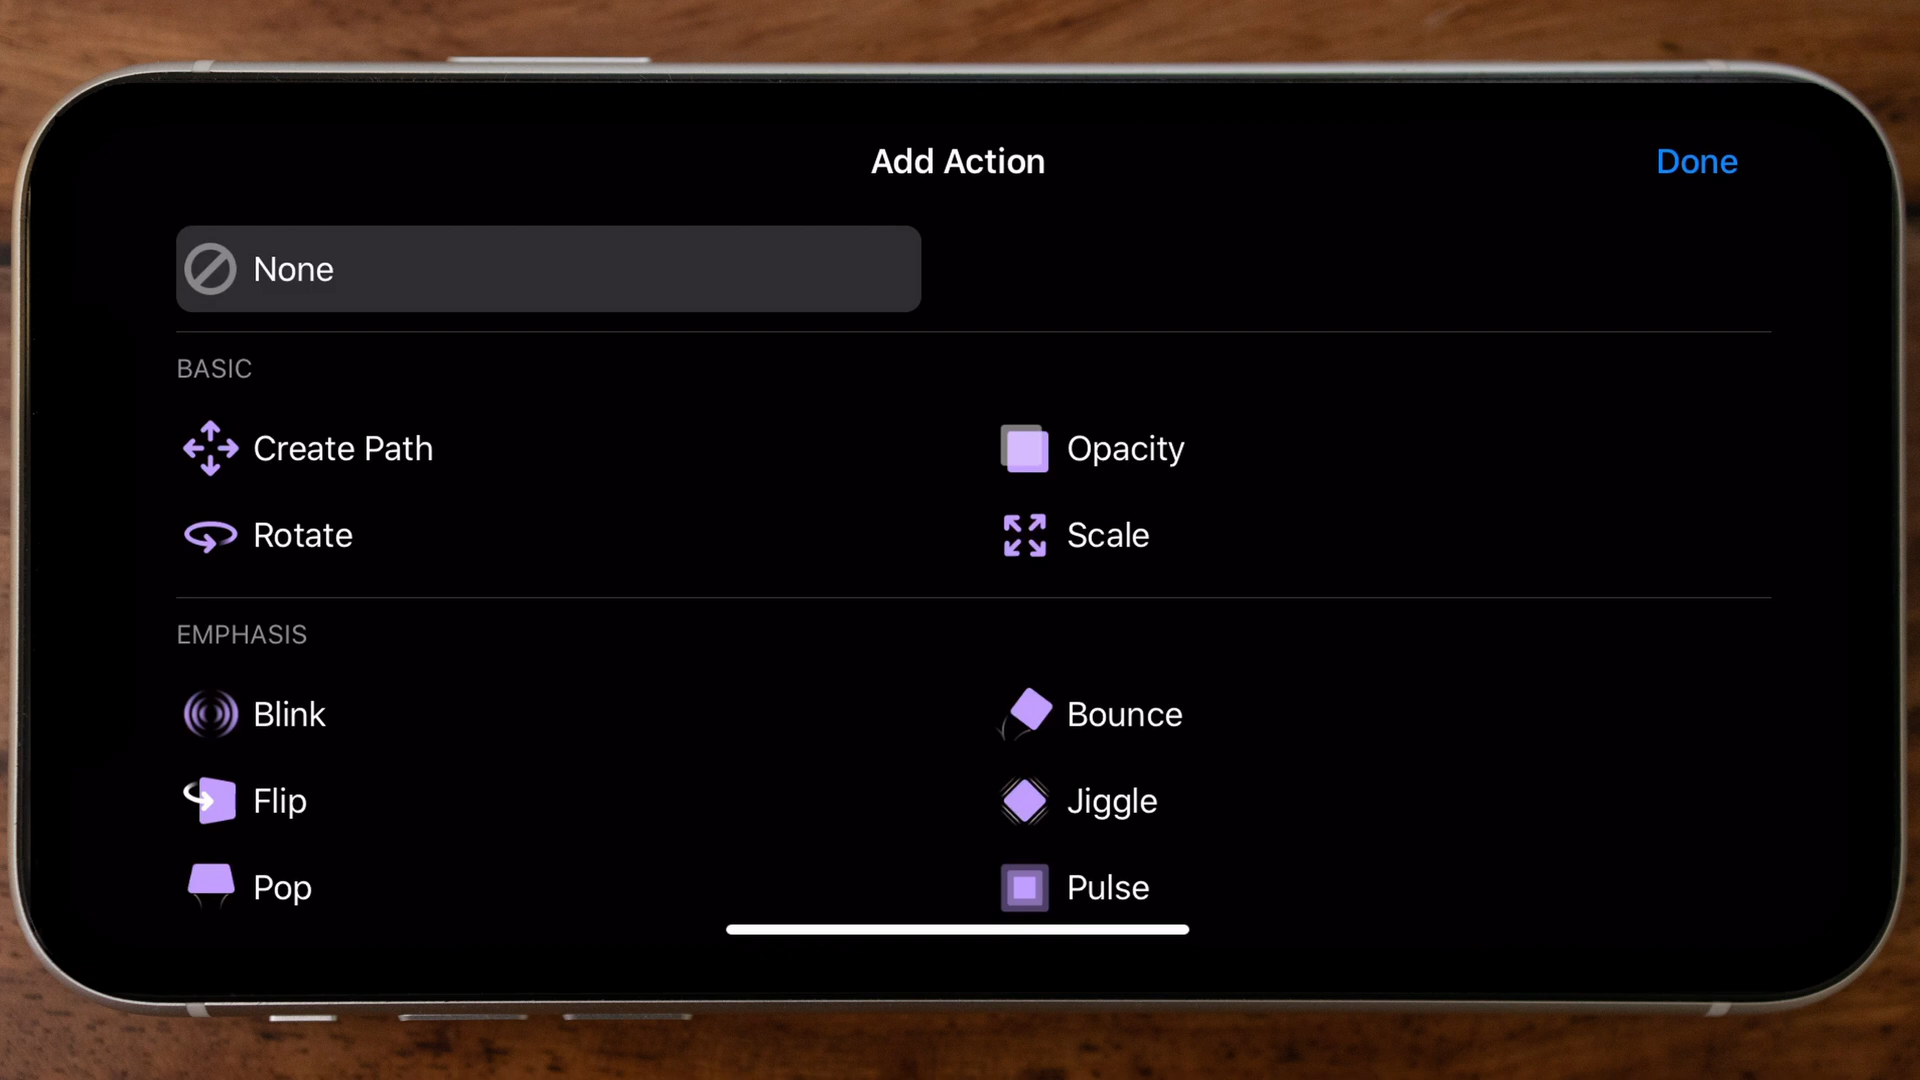 Add Action
Done
None
BASIC
Create Path
Opacity
Rotate
Scale
EMPHASIS
Blink
Bounce
Flip
Jiggle
Pop
Pulse